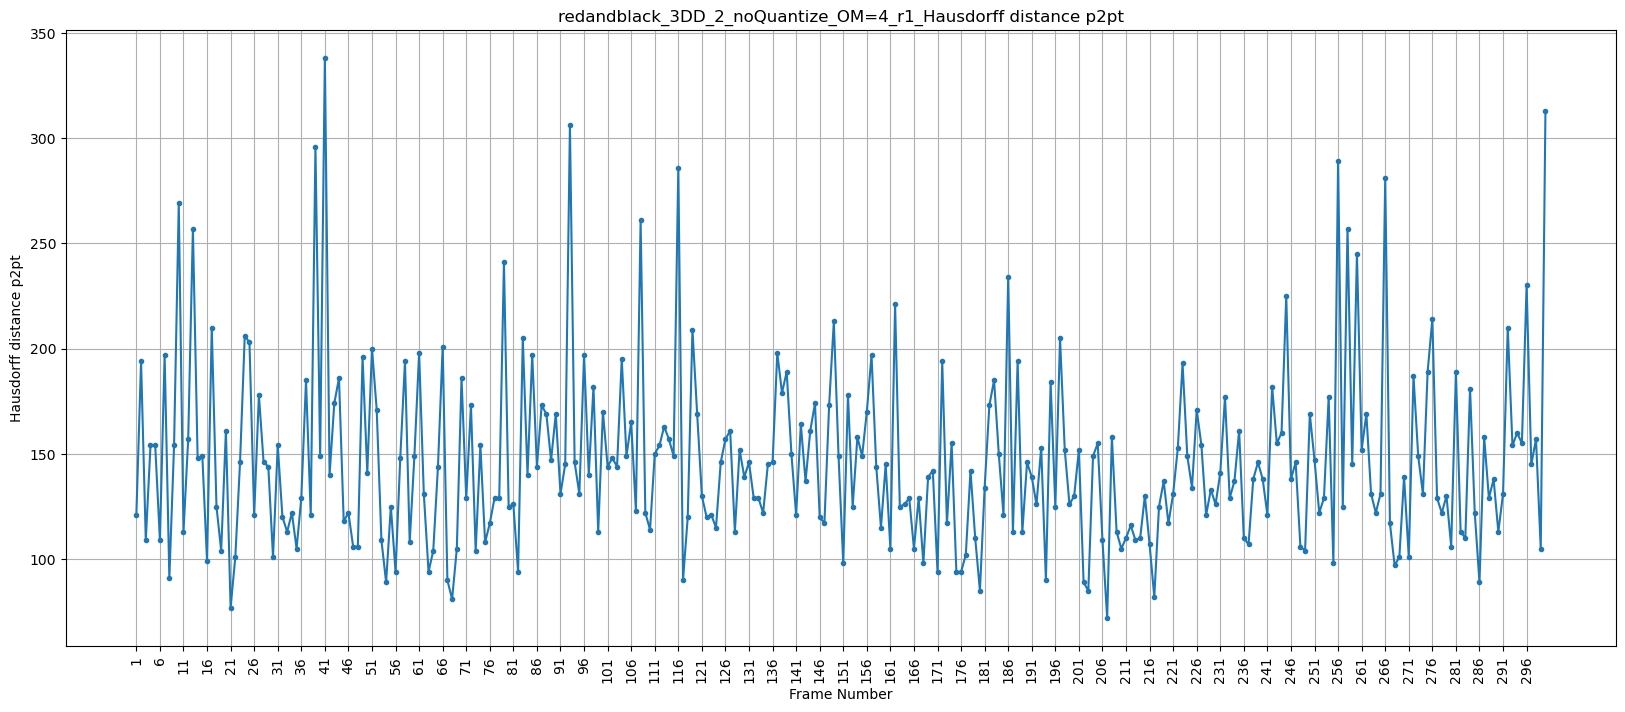 redandblack_3DD_2_noQuantize_OM=4_r1_Hausdorff distance p2pt
Hausdorff distance p2pt
350
300
250
200
150
100
1 6 11 16 21 26 31 36 41 46 51 56 61 66 71 76 81 86 91 96 101 106 111 116 121 126 131 136 141 146 151 156 161 166 171 176 181 186 191 196 201 206 211 216 221 226 231 236 241 246 251 256 261 266 271 276 281 286 291 296
Frame Number